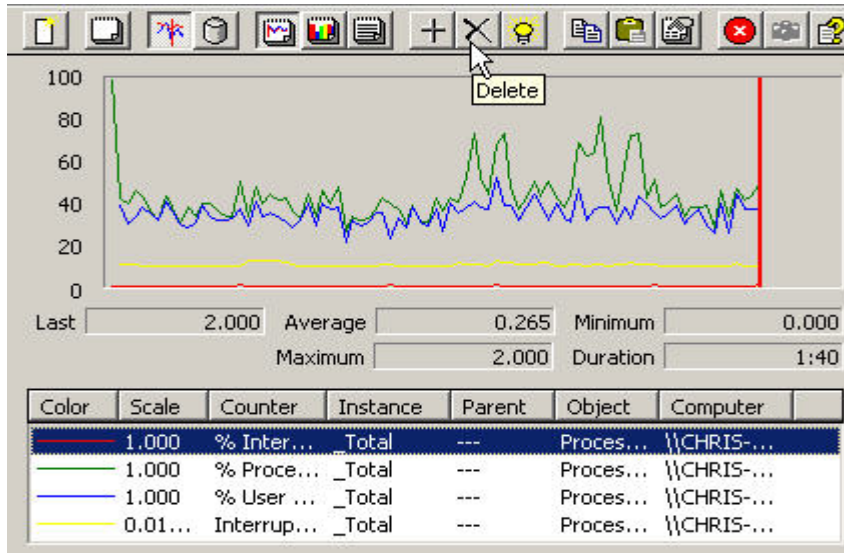 Delete
100
80
60
40
20
0
Last 2.000 Average 0.265 Minimum 0.000
Maximum 2.000 Duration 1:40
Color Scale Counter Instance Parent Object Computer
1.000 % Inter... _Total --- Proces... \\CHRIS-...
1.000 % Proce... _Total --- Proces... \\CHRIS-...
1.000 % User ... _Total --- Proces... \\CHRIS-...
0.01... Interrup... _Total --- Proces... \\CHRIS-...